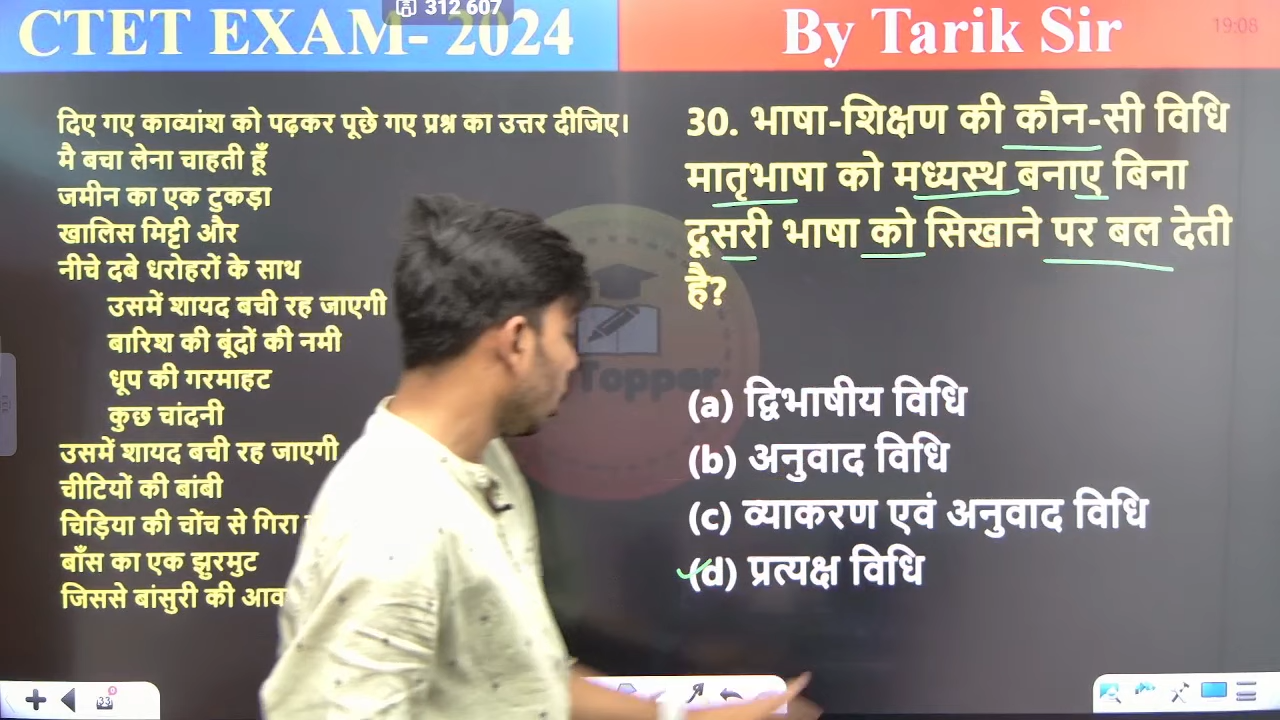 CTET EXAM- 2024
312 607
By Tarik Sir
19:08
दिए गए काव्यांश को पढ़कर पूछे गए प्रश्न का उत्तर दीजिए।
मै बचा लेना चाहती हूँ
जमीन का एक टुकड़ा
खालिस मिट्टी और
नीचे दबे धरोहरों के साथ
उसमें शायद बची रह जाएगी
बारिश की बूंदों की नमी
धूप की गरमाहट
कुछ चांदनी
उसमें शायद बची रह जाएगी
चीटियों की बांबी
चिड़िया की चोंच से गिरा
बाँस का एक झुरमुट
जिससे बांसुरी की
30. भाषा-शिक्षण की कौन-सी विधि
मातृभाषा को मध्यस्थ बनाए बिना
दूसरी भाषा को सिखाने पर बल देती
है?
(a) द्विभाषीय विधि
(b) अनुवाद विधि
(c) व्याकरण एवं अनुवाद विधि
(d) प्रत्यक्ष विधि
Topper
33